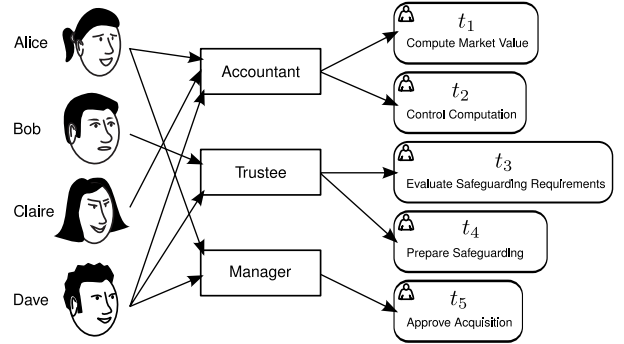 Alice
Bob
Claire
Dave
Accountant
Trustee
Manager
t₁
Compute Market Value
t₂
Control Computation
t₃
Evaluate Safeguarding Requirements
t₄
Prepare Safeguarding
t₅
Approve Acquisition